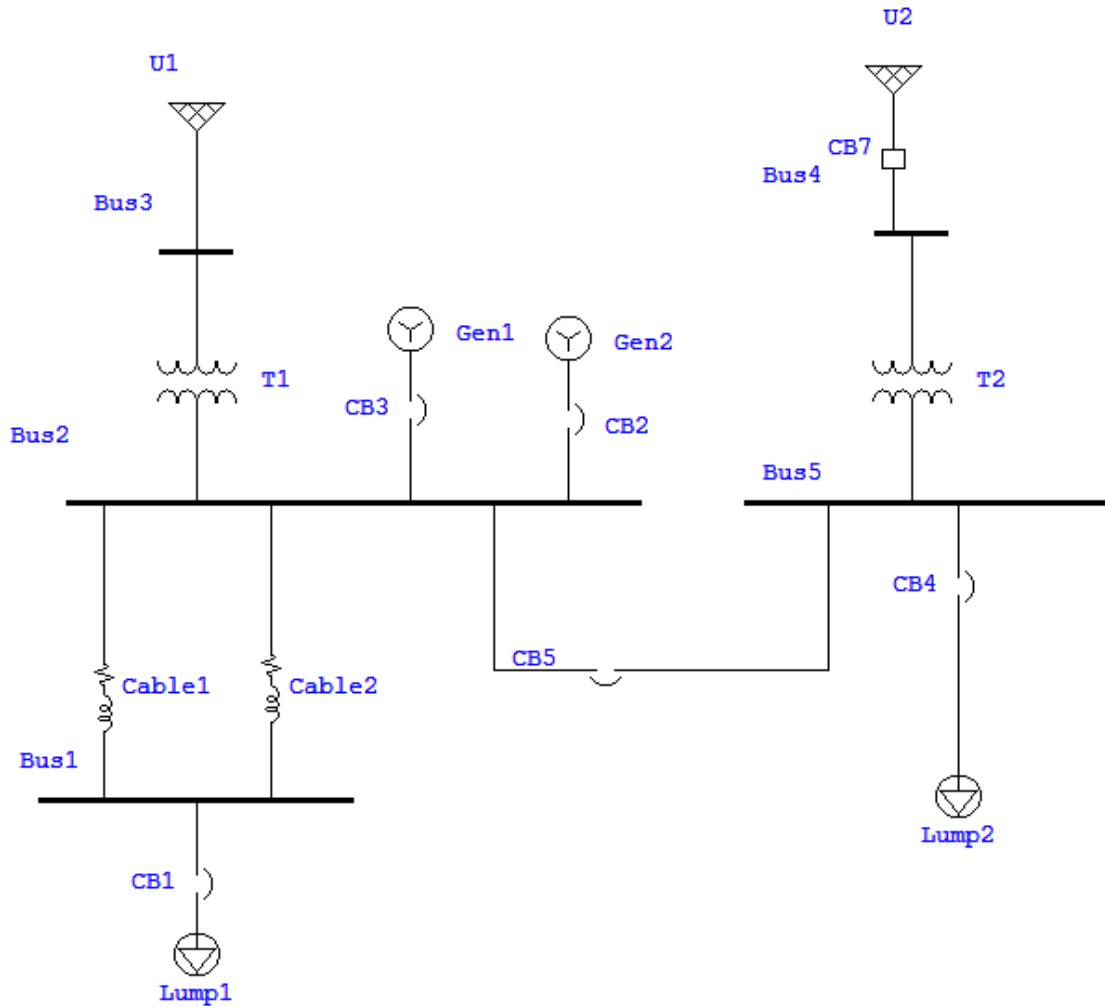 U2
U1
CB7
Bus4
Bus3
Gen1
Gen2
T1
T2
CB3
CB2
Bus2
Bus5
CB4
CB5
Cable1
Cable2
Bus1
Lump2
CB1
Lump1